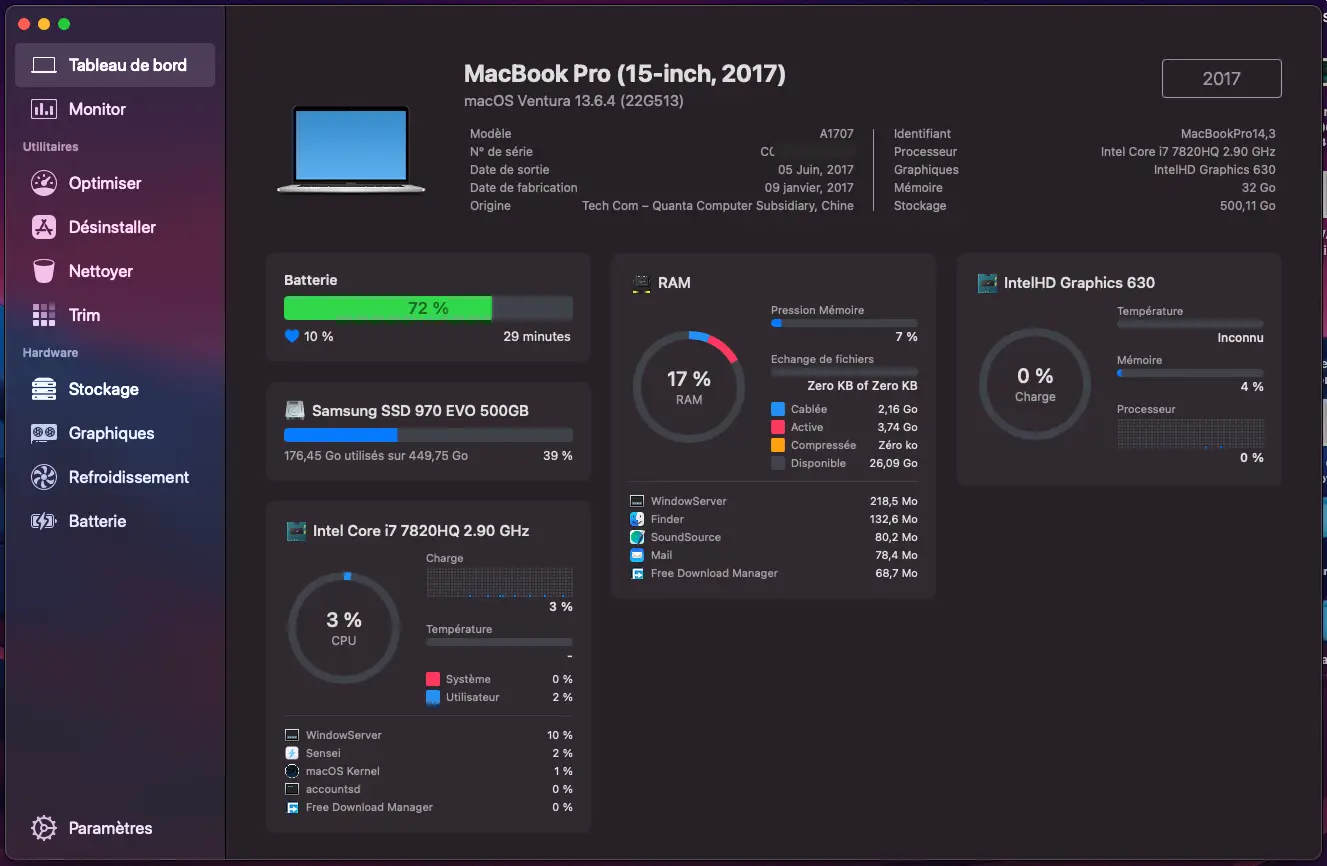 Tableau de bord
Monitor
Utilitaires
Optimiser
Désinstaller
Nettoyer
Trim
Hardware
Stockage
Graphiques
Refroidissement
Batterie
Paramètres
MacBook Pro (15-inch, 2017)
macOS Ventura 13.6.4 (22G513)
2017
Modèle A1707
N° de série
Date de sortie 05 Juin, 2017
Date de fabrication 09 janvier, 2017
Origine Tech Com – Quanta Computer Subsidiary, Chine
Identifiant MacBookPro14,3
Processeur Intel Core i7 7820HQ 2.90 GHz
Graphiques IntelHD Graphics 630
Mémoire 32 Go
Stockage 500,11 Go
Batterie
72 %
10 % 29 minutes
Samsung SSD 970 EVO 500GB
176,45 Go utilisés sur 449,75 Go 39 %
Intel Core i7 7820HQ 2.90 GHz
3 %
CPU
Charge
3 %
Température
-
Système 0 %
Utilisateur 2 %
WindowServer 10 %
Sensei 2 %
macOS Kernel 1 %
accountsd 0 %
Free Download Manager 0 %
RAM
17 %
RAM
Pression Mémoire
7 %
Echange de fichiers
Zero KB of Zero KB
Cablée 2,16 Go
Active 3,74 Go
Compressée Zéro ko
Disponible 26,09 Go
WindowServer 218,5 Mo
Finder 132,6 Mo
SoundSource 80,2 Mo
Mail 78,4 Mo
Free Download Manager 68,7 Mo
IntelHD Graphics 630
0 %
Charge
Température
Inconnu
Mémoire
4 %
Processeur
0 %